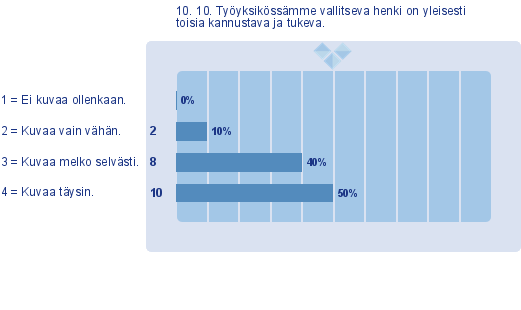 10. 10. Työyksikössämme vallitseva henki on yleisesti
toisia kannustava ja tukeva.
1 = Ei kuvaa ollenkaan. 0%
2 = Kuvaa vain vähän. 2 10%
3 = Kuvaa melko selvästi. 8 40%
4 = Kuvaa täysin. 10 50%